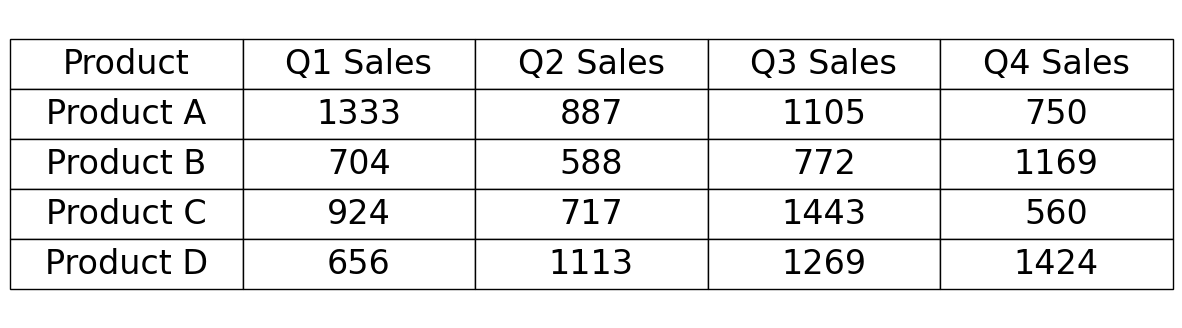 Product Q1 Sales Q2 Sales Q3 Sales Q4 Sales
Product A 1333 887 1105 750
Product B 704 588 772 1169
Product C 924 717 1443 560
Product D 656 1113 1269 1424